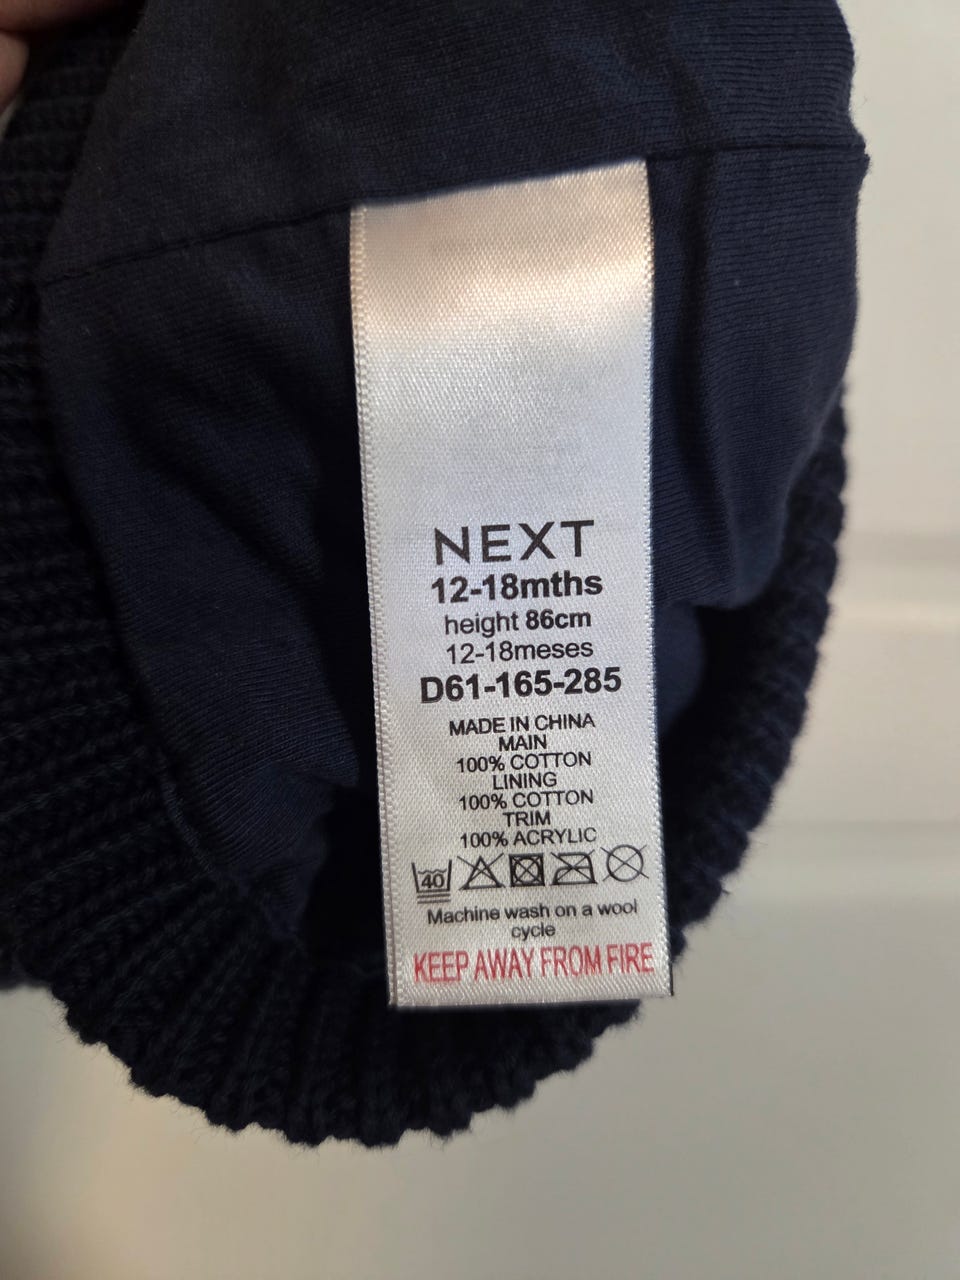 NEXT
12-18mths
height 86cm
12-18meses
D61-165-285
MADE IN CHINA
MAIN
100% COTTON
LINING
100% COTTON
TRIM
100% ACRYLIC
40
Machine wash on a wool
cycle
KEEP AWAY FROM FIRE